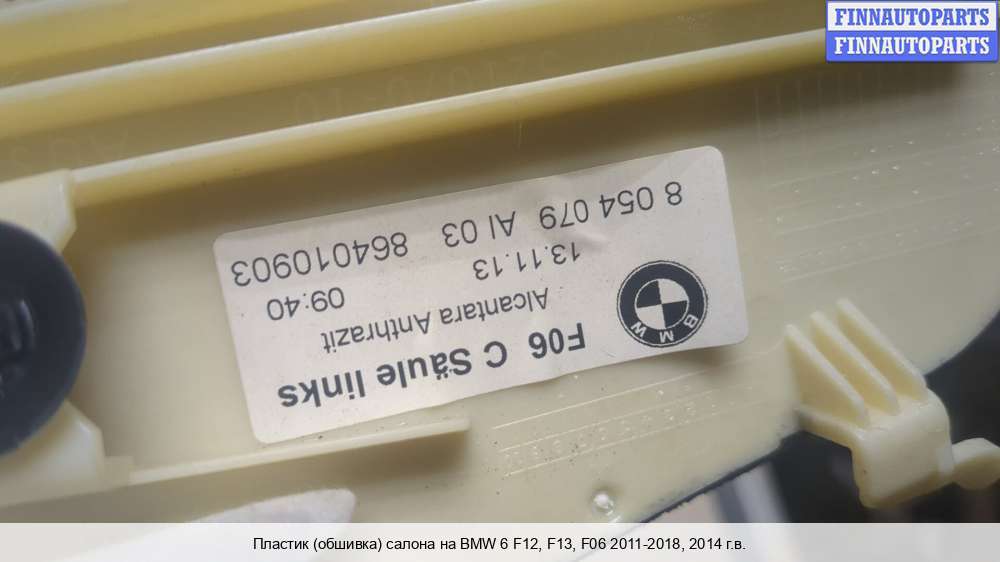 FINNAUTOPARTS
FINNAUTOPARTS
F06 C Säule links
Alcantara Anthrazit
13.11.13 09:40
8 054 079 AI 03 864010903
BMW
Пластик (обшивка) салона на BMW 6 F12, F13, F06 2011-2018, 2014 г.в.